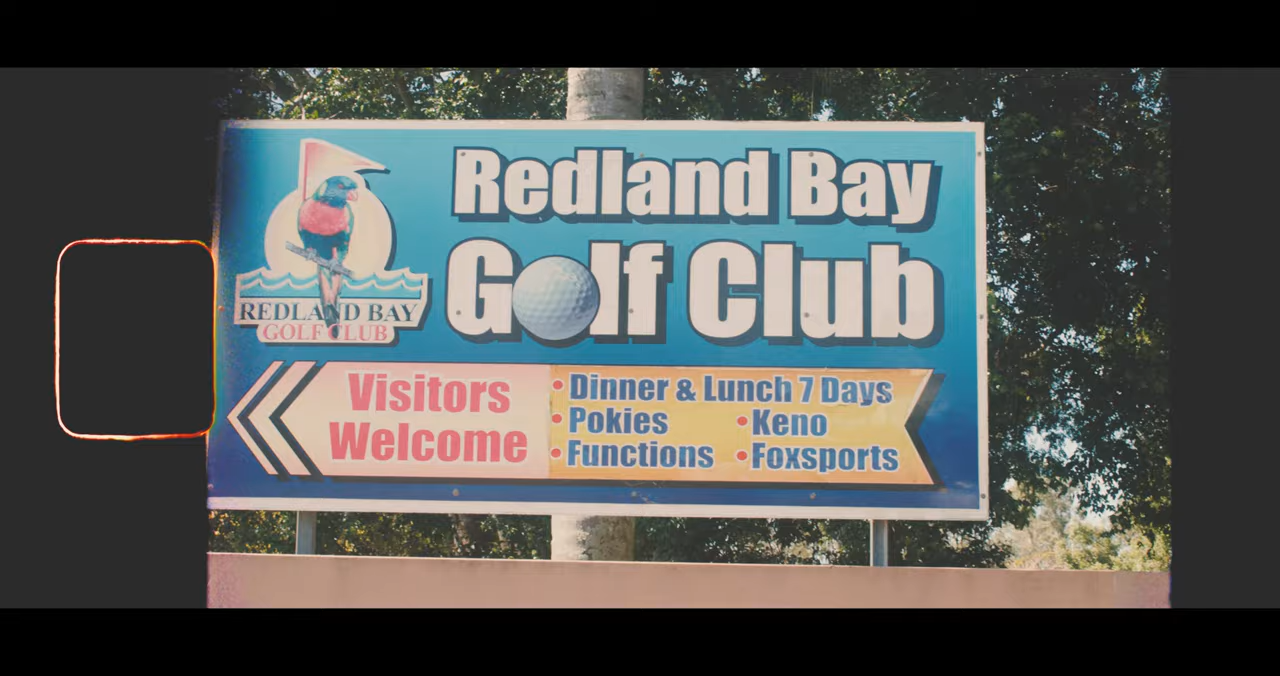 Redland Bay
Golf Club
REDLAND BAY
GOLF CLUB
Visitors
Welcome
• Dinner & Lunch 7 Days
• Pokies • Keno
• Functions • Foxsports